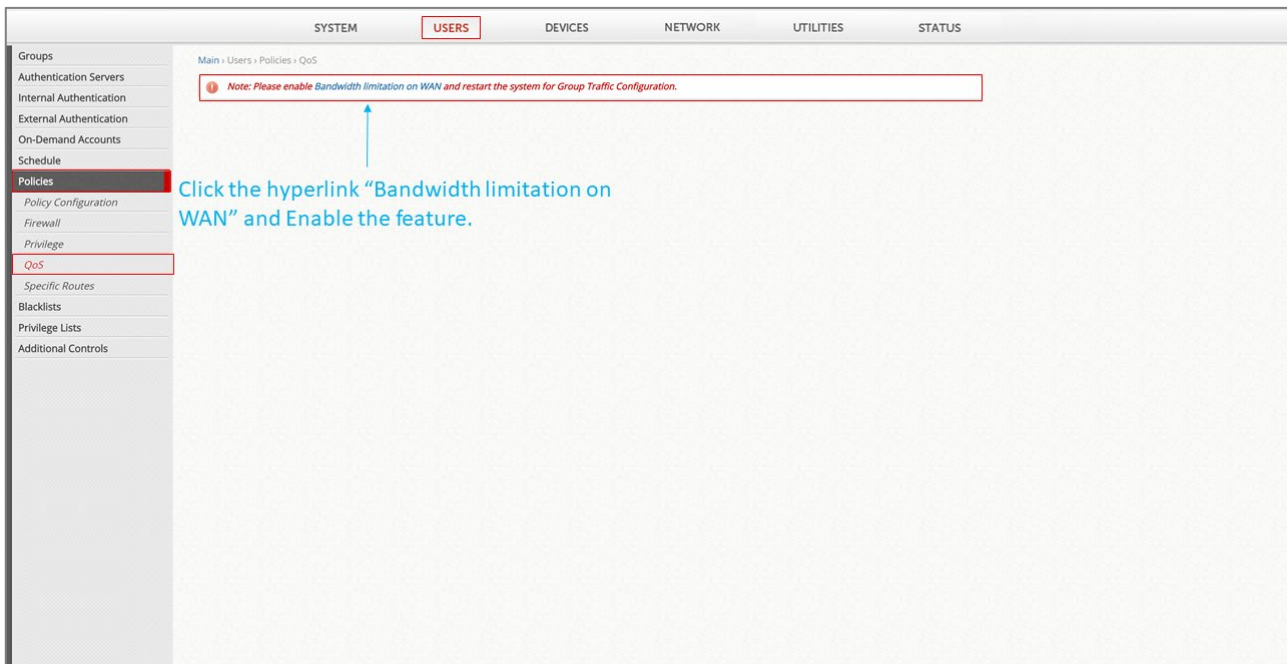 SYSTEM USERS DEVICES NETWORK UTILITIES STATUS
Groups
Authentication Servers
Internal Authentication
External Authentication
On-Demand Accounts
Schedule
Policies
Policy Configuration
Firewall
Privilege
QoS
Specific Routes
Blacklists
Privilege Lists
Additional Controls
Main › Users › Policies › QoS
Note: Please enable Bandwidth limitation on WAN and restart the system for Group Traffic Configuration.
Click the hyperlink “Bandwidth limitation on
WAN” and Enable the feature.